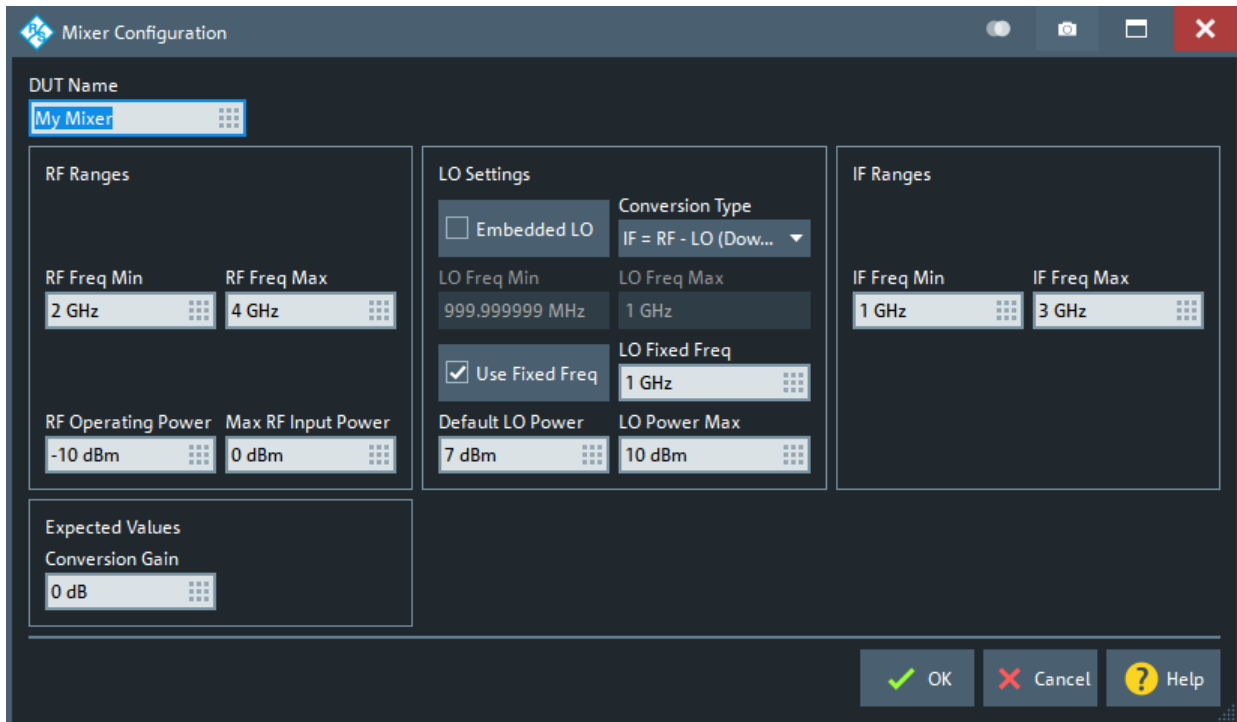 R&S
Mixer Configuration
DUT Name
My Mixer
RF Ranges
RF Freq Min RF Freq Max
2 GHz 4 GHz
RF Operating Power Max RF Input Power
-10 dBm 0 dBm
LO Settings
Embedded LO
Conversion Type
IF = RF - LO (Dow...
LO Freq Min LO Freq Max
999.999999 MHz 1 GHz
Use Fixed Freq
LO Fixed Freq
1 GHz
Default LO Power LO Power Max
7 dBm 10 dBm
IF Ranges
IF Freq Min IF Freq Max
1 GHz 3 GHz
Expected Values
Conversion Gain
0 dB
OK Cancel ? Help